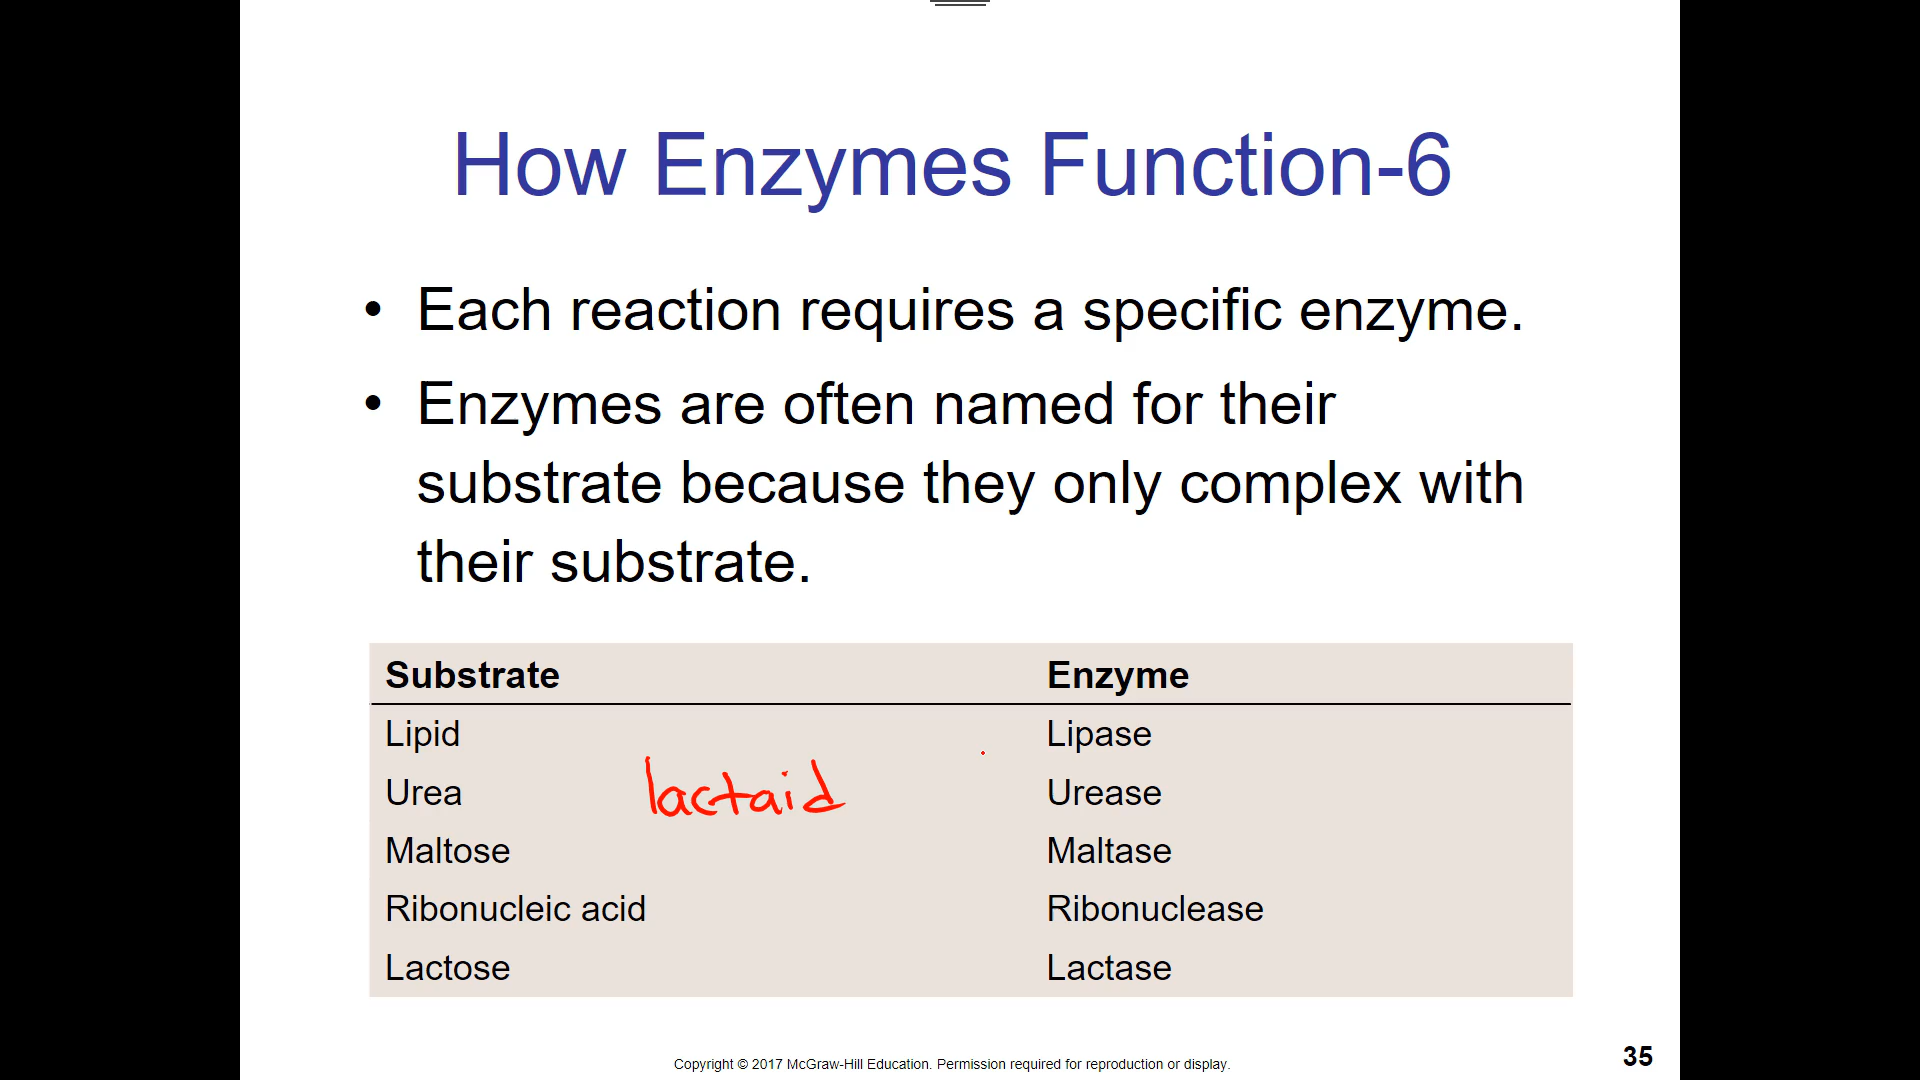 How Enzymes Function-6
• Each reaction requires a specific enzyme.
• Enzymes are often named for their
substrate because they only complex with
their substrate.
Substrate Enzyme
Lipid Lipase
lactaid
Urea Urease
Maltose Maltase
Ribonucleic acid Ribonuclease
Lactose Lactase
35
Copyright © 2017 McGraw-Hill Education. Permission required for reproduction or display.